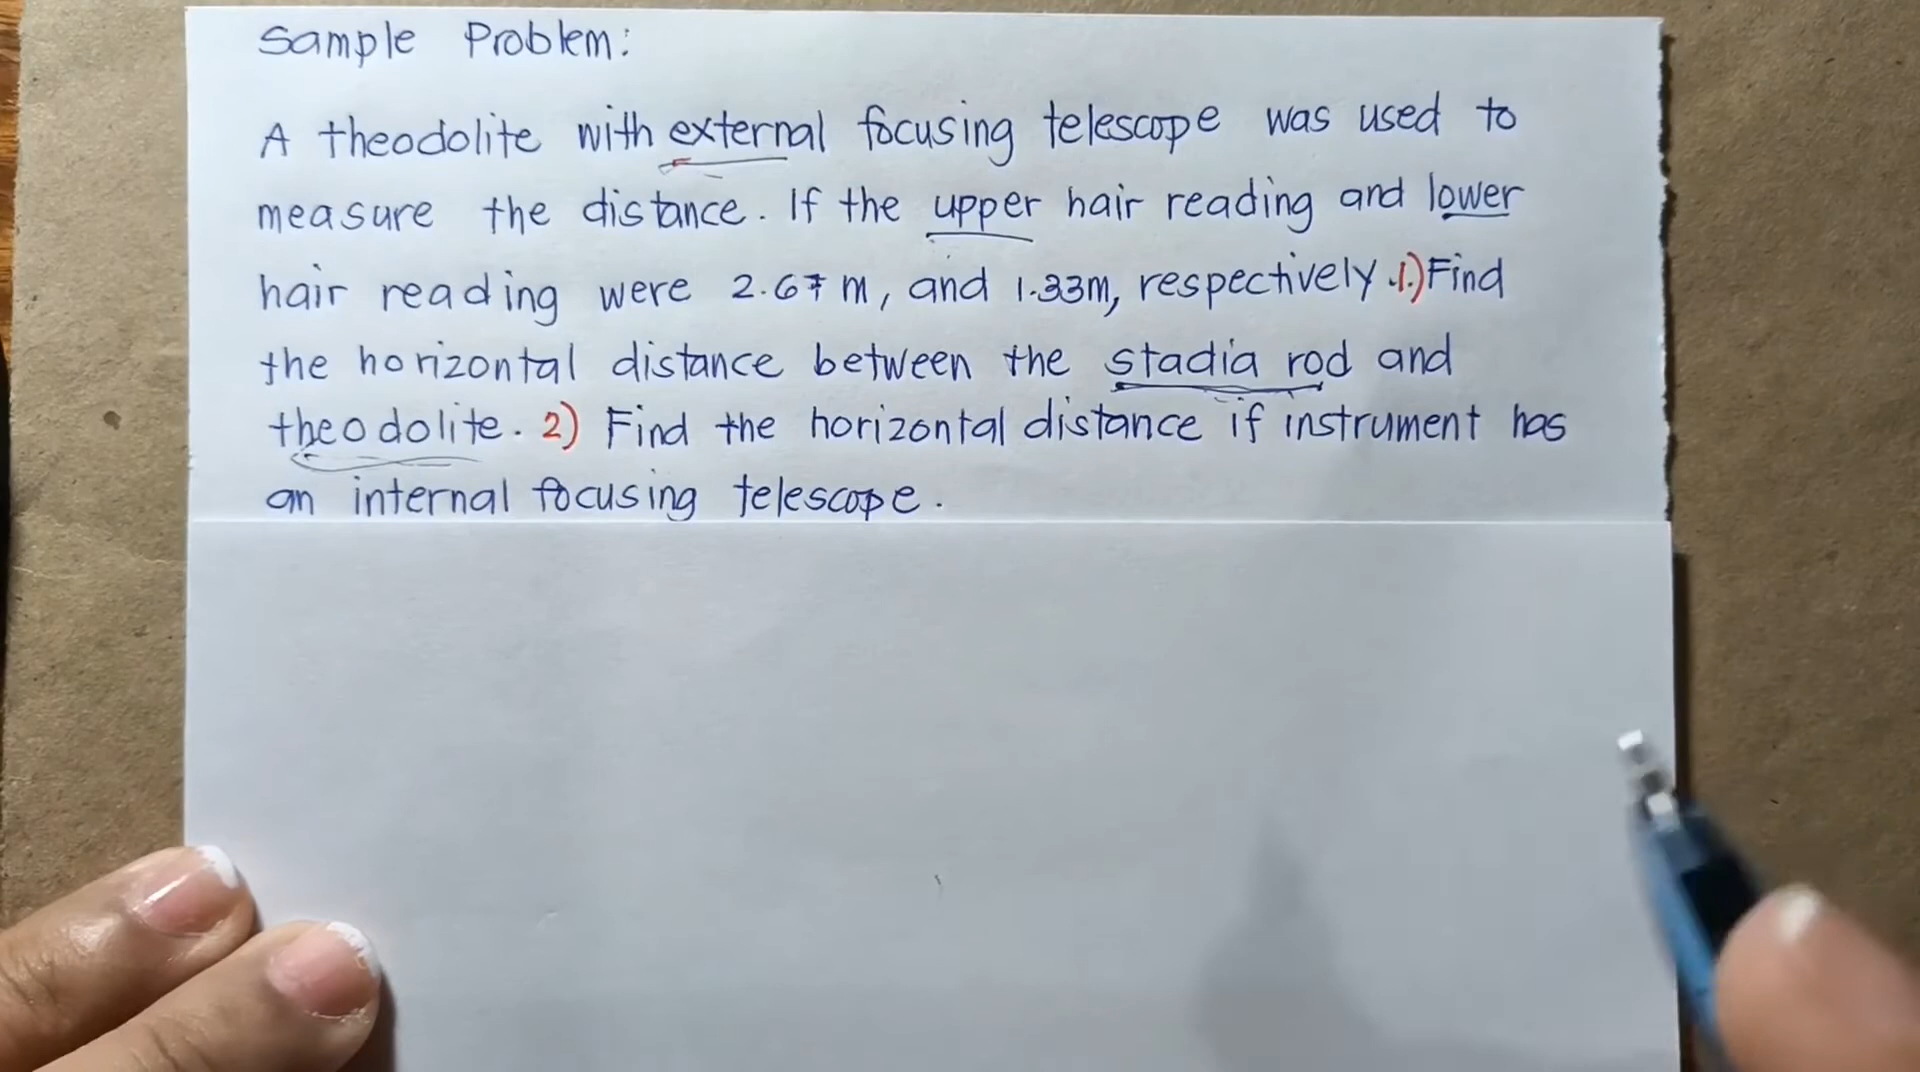 Sample Problem:
A theodolite with external focusing telescope was used to
measure the distance. If the upper hair reading and lower
hair reading were 2.67 m, and 1.33m, respectively. 1.) Find
the horizontal distance between the stadia rod and
theodolite. 2) Find the horizontal distance if instrument has
an internal focusing telescope.